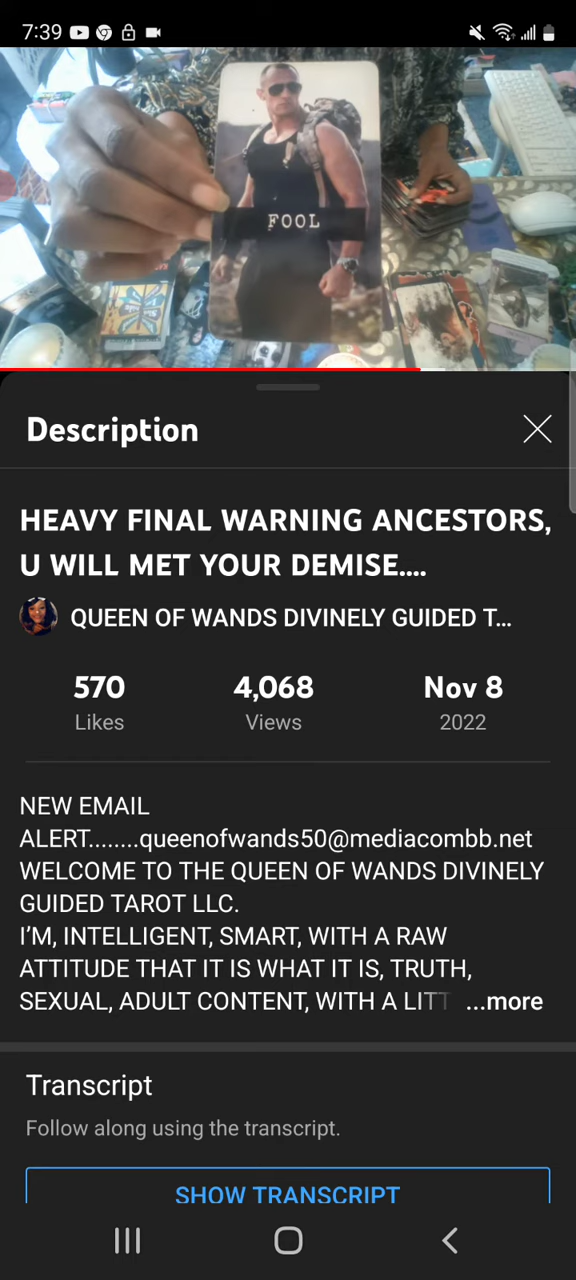 7:39
FOOL
Description
HEAVY FINAL WARNING ANCESTORS,
U WILL MET YOUR DEMISE....
QUEEN OF WANDS DIVINELY GUIDED T...
570
4,068
Nov 8
Likes
Views
2022
NEW EMAIL
ALERT........queenofwands50@mediacombb.net
WELCOME TO THE QUEEN OF WANDS DIVINELY
GUIDED TAROT LLC.
I'M, INTELLIGENT, SMART, WITH A RAW
ATTITUDE THAT IT IS WHAT IT IS, TRUTH,
SEXUAL, ADULT CONTENT, WITH A LITT ...more
Transcript
Follow along using the transcript.
SHOW TRANSCRIPT